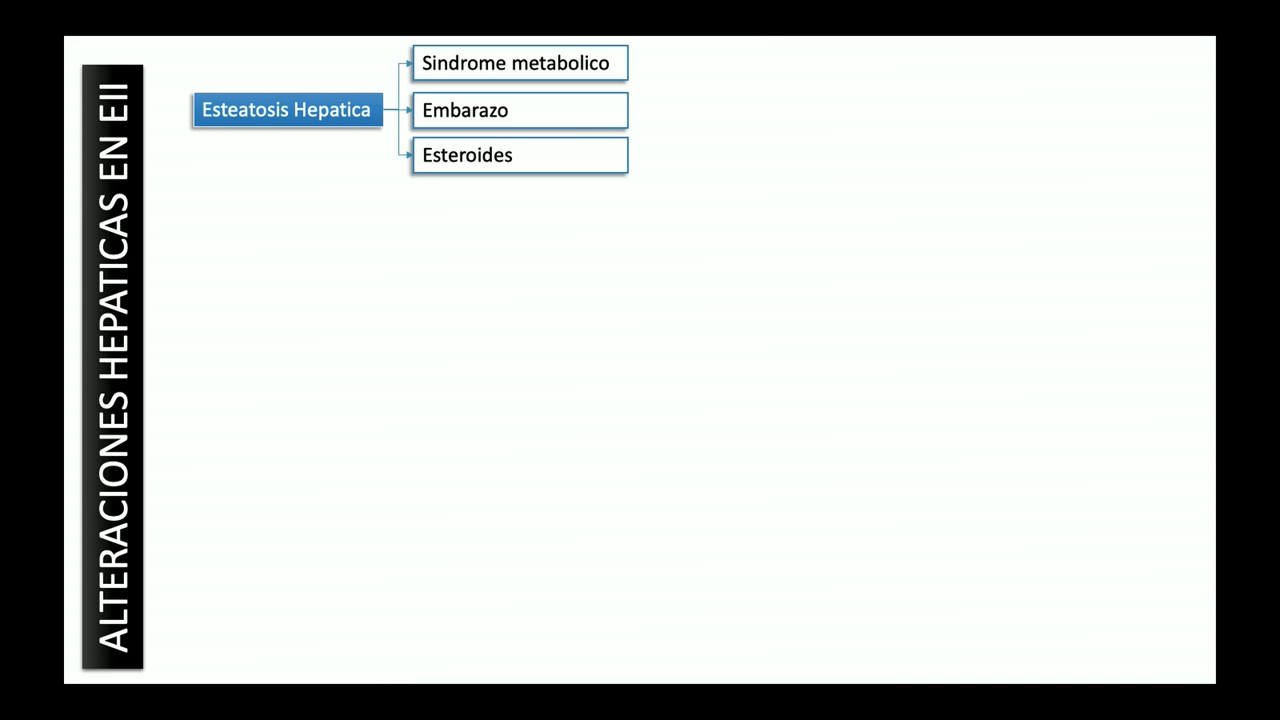 ALTERACIONES HEPATICAS EN EII
Esteatosis Hepatica
Sindrome metabolico
Embarazo
Esteroides